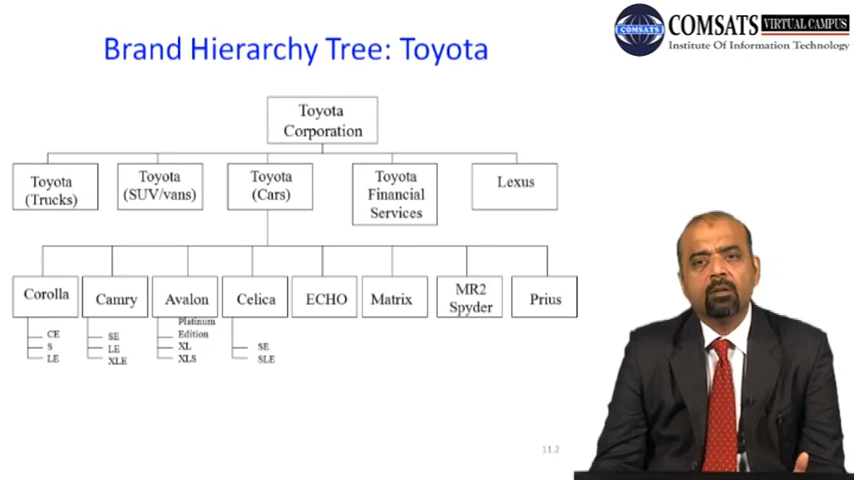 Brand Hierarchy Tree: Toyota
COMSATS
COMSATS VIRTUAL CAMPUS
Institute Of Information Technology
Toyota
Corporation
Toyota
(Trucks)
Toyota
(SUV/vans)
Toyota
(Cars)
Toyota
Financial
Services
Lexus
Corolla
CE
S
LE
Camry
SE
LE
XLE
Avalon
Platinum
Edition
XL
XLS
Celica
SE
SLE
ECHO
Matrix
MR2
Spyder
Prius
11.2